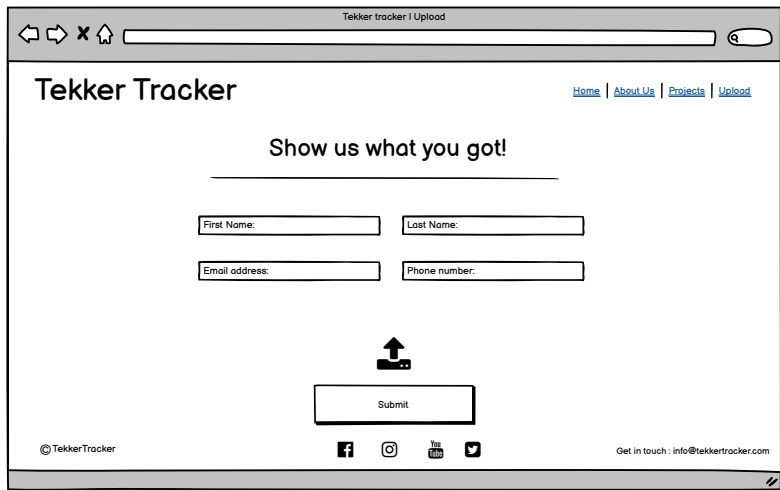 Tekker tracker | Upload
Tekker Tracker
Home | About Us | Projects | Upload
Show us what you got!
First Name: Last Name:
Email address: Phone number:
Submit
© TekkerTracker
You
Tube
Get in touch : info@tekkertracker.com